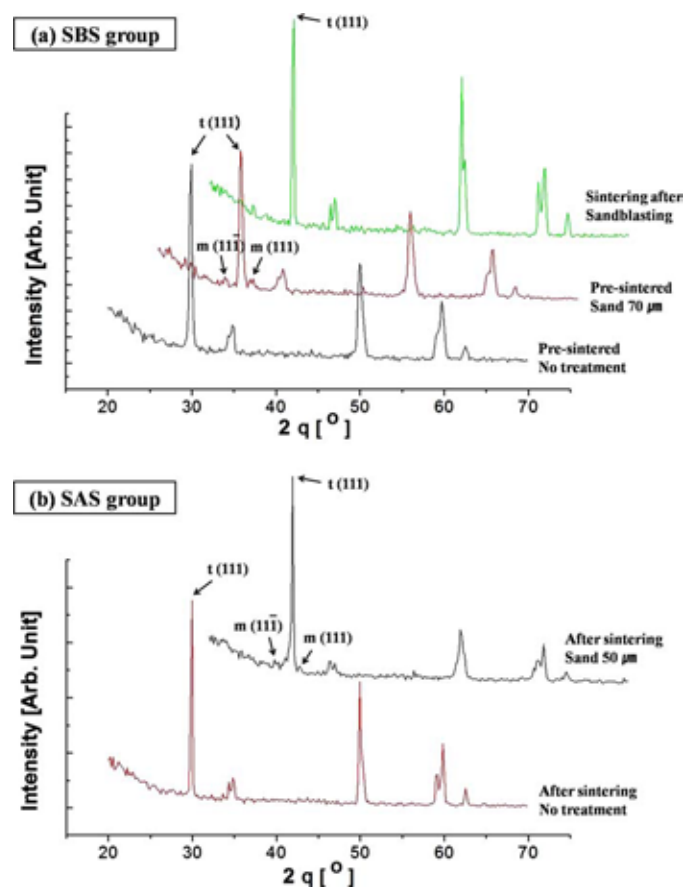 (a) SBS group
t (111)
t (111)
m (111̄)
m (111)
Sintering after
Sandblasting
Pre-sintered
Sand 70 ㎛
Pre-sintered
No treatment
Intensity [Arb. Unit]
20 30 40 50 60 70
2 q [°]
(b) SAS group
t (111)
t (111)
m (111̄)
m (111)
After sintering
Sand 50 ㎛
After sintering
No treatment
Intensity [Arb. Unit]
20 30 40 50 60 70
2 q [°]